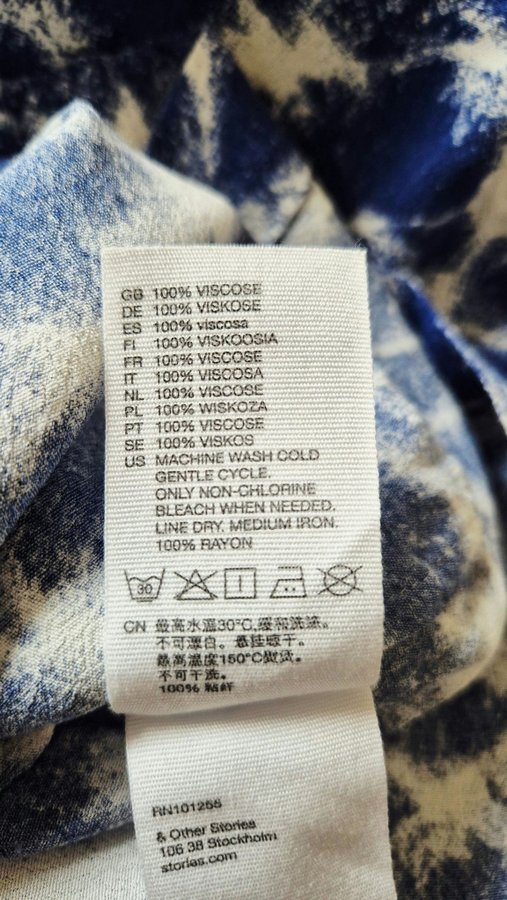 GB 100% VISCOSE
DE 100% VISKOSE
ES 100% viscosa
FI 100% VISKOOSIA
FR 100% VISCOSE
IT 100% VISCOSA
NL 100% VISCOSE
PL 100% WISKOZA
PT 100% VISCOSE
SE 100% VISKOS
US MACHINE WASH COLD
GENTLE CYCLE.
ONLY NON-CHLORINE
BLEACH WHEN NEEDED.
LINE DRY. MEDIUM IRON.
100% RAYON
30
CN 最高水温30°C,缓和洗涤。
不可漂白。悬挂晾干。
最高温度150°C熨烫。
不可干洗。
100% 粘纤
RN101255
& Other Stories
106 38 Stockholm
stories.com